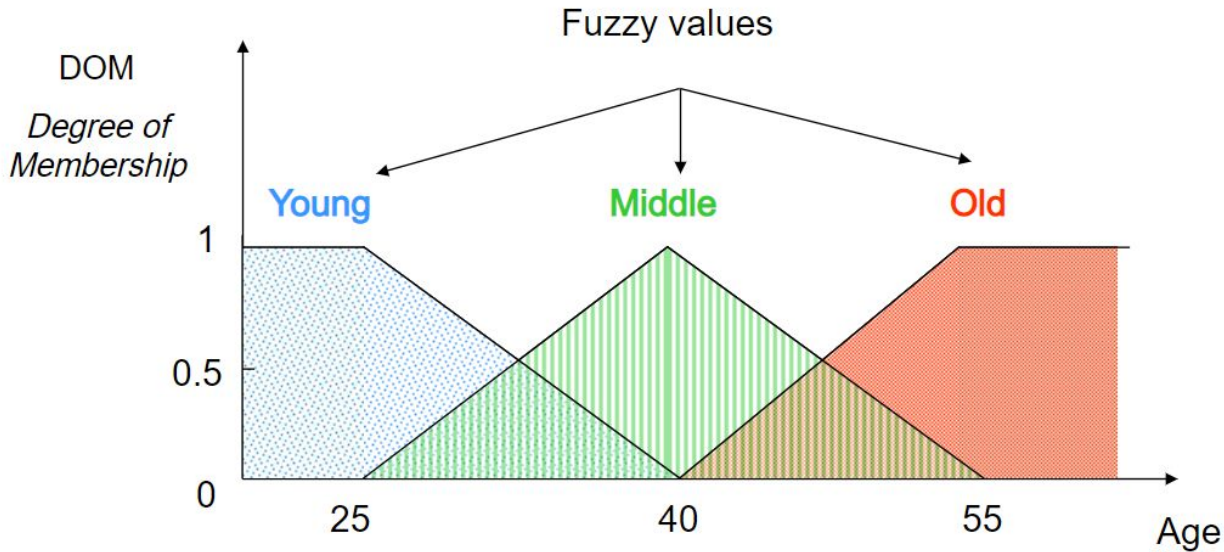 Fuzzy values
DOM
Degree of
Membership
Young
Middle
Old
1
0.5
0
25
40
55
Age